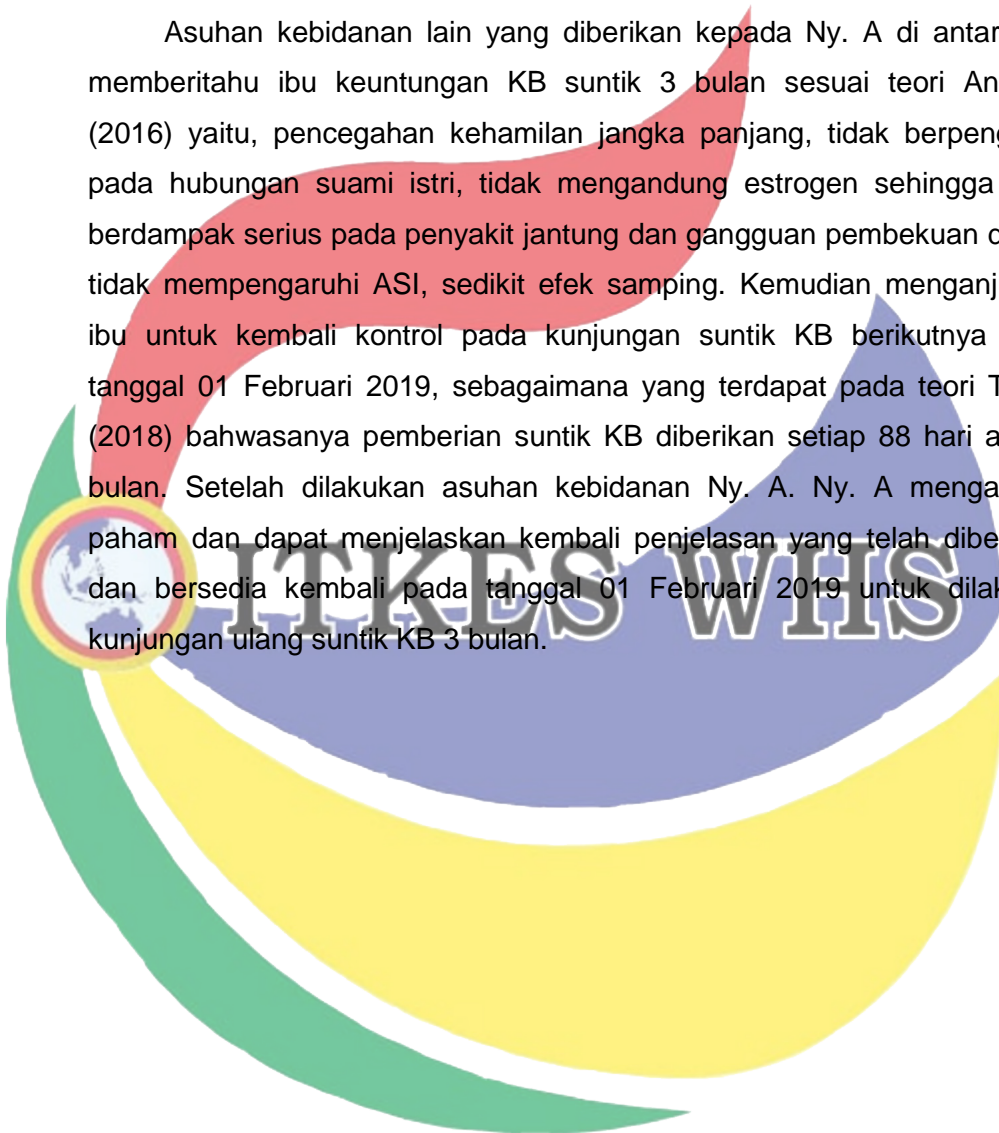 Asuhan kebidanan lain yang diberikan kepada Ny. A di antar
memberitahu ibu keuntungan KB suntik 3 bulan sesuai teori An
(2016) yaitu, pencegahan kehamilan jangka panjang, tidak berpeng
pada hubungan suami istri, tidak mengandung estrogen sehingga
berdampak serius pada penyakit jantung dan gangguan pembekuan d
tidak mempengaruhi ASI, sedikit efek samping. Kemudian menganj
ibu untuk kembali kontrol pada kunjungan suntik KB berikutnya
tanggal 01 Februari 2019, sebagaimana yang terdapat pada teori T
(2018) bahwasanya pemberian suntik KB diberikan setiap 88 hari a
bulan. Setelah dilakukan asuhan kebidanan Ny. A. Ny. A menga
paham dan dapat menjelaskan kembali penjelasan yang telah dibe
dan bersedia kembali pada tanggal 01 Februari 2019 untuk dilak
kunjungan ulang suntik KB 3 bulan.
ITKES WHS